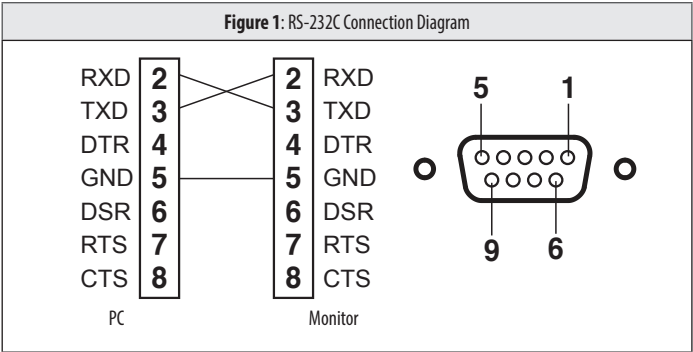 Figure 1: RS-232C Connection Diagram
RXD 2 2 RXD
TXD 3 3 TXD
DTR 4 4 DTR
GND 5 5 GND
DSR 6 6 DSR
RTS 7 7 RTS
CTS 8 8 CTS
PC Monitor
5 1
9 6